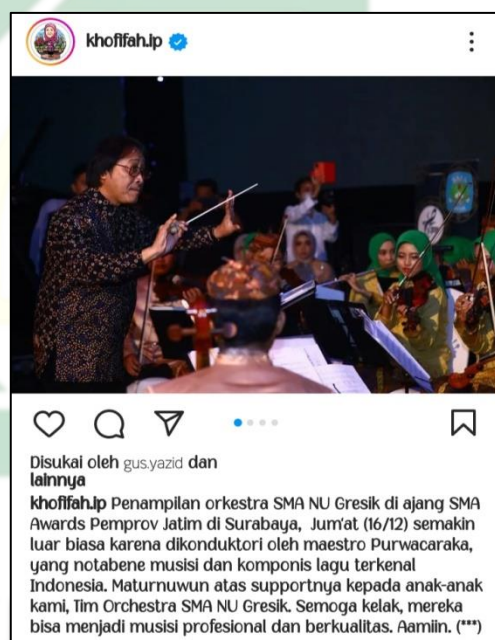 khofifah.ip
Disukai oleh gus.yazid dan
lainnya
khofifah.ip Penampilan orkestra SMA NU Gresik di ajang SMA
Awards Pemprov Jatim di Surabaya, Jum'at (16/12) semakin
luar biasa karena dikonduktori oleh maestro Purwacaraka,
yang notabene musisi dan komponis lagu terkenal
Indonesia. Maturnuwun atas supportnya kepada anak-anak
kami, Tim Orchestra SMA NU Gresik. Semoga kelak, mereka
bisa menjadi musisi profesional dan berkualitas. Aamiin. (***)